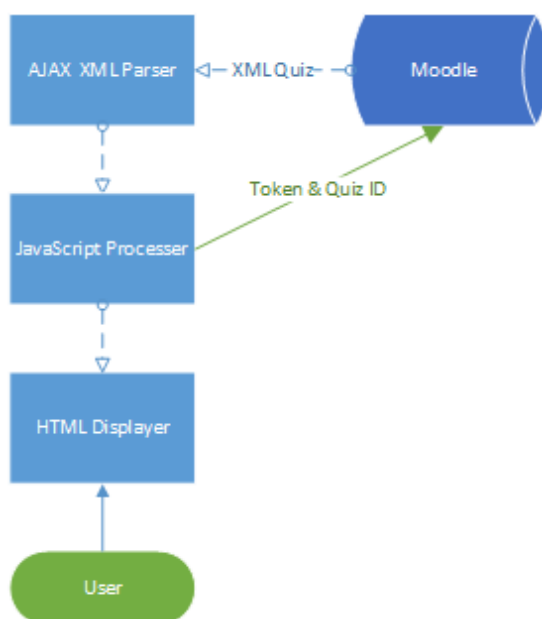 AJAX XML Parser
XML Quiz
Moodle
Token & Quiz ID
JavaScript Processer
HTML Displayer
User